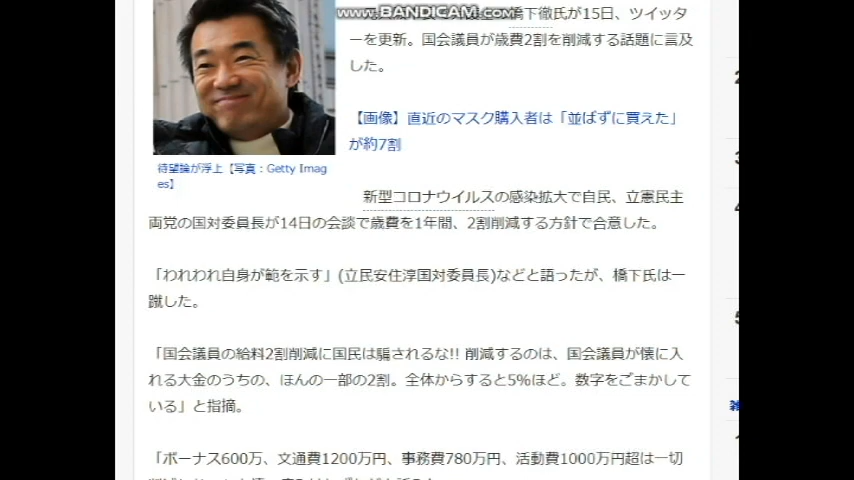 www.BANDICAM.com
橋下徹氏が15日、ツイッタ
ーを更新。国会議員が歳費2割を削減する話題に言及
した。
【画像】直近のマスク購入者は「並ばずに買えた」
が約7割
待望論が浮上【写真：Getty Imag
es】
新型コロナウイルスの感染拡大で自民、立憲民主
両党の国対委員長が14日の会談で歳費を1年間、2割削減する方針で合意した。
「われわれ自身が範を示す」(立民安住淳国対委員長)などと語ったが、橋下氏は一
蹴した。
「国会議員の給料2割削減に国民は騙されるな!! 削減するのは、国会議員が懐に入
れる大金のうちの、ほんの一部の2割。全体からすると5%ほど。数字をごまかして
いる」と指摘。
「ボーナス600万、文通費1200万円、事務費780万円、活動費1000万円超は一切